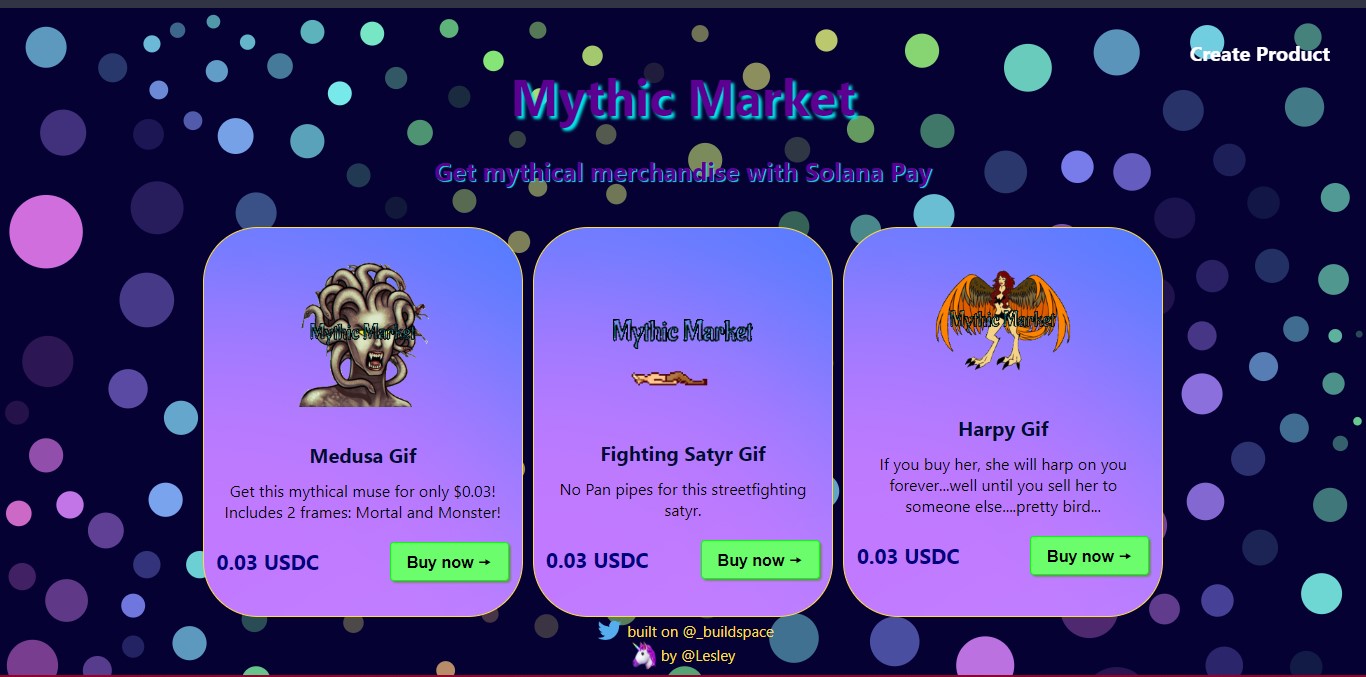 Create Product
Mythic Market
Get mythical merchandise with Solana Pay
Mythic Market
Medusa Gif
Get this mythical muse for only $0.03!
Includes 2 frames: Mortal and Monster!
0.03 USDC
Buy now →
Mythic Market
Fighting Satyr Gif
No Pan pipes for this streetfighting
satyr.
0.03 USDC
Buy now →
Mythic Market
Harpy Gif
If you buy her, she will harp on you
forever...well until you sell her to
someone else....pretty bird...
0.03 USDC
Buy now →
built on @_buildspace
by @Lesley